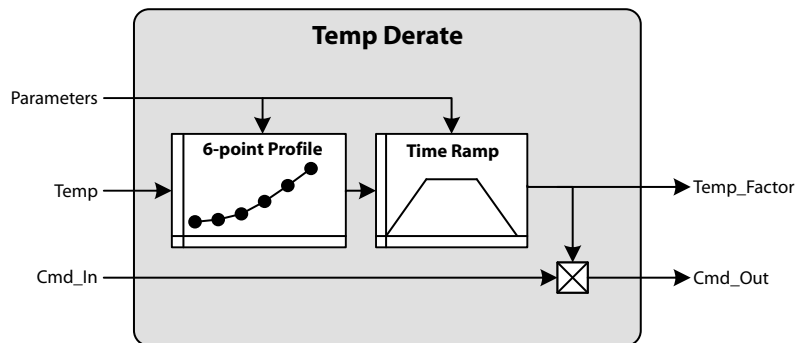 Temp Derate
Parameters
6-point Profile
Time Ramp
Temp
Temp_Factor
Cmd_In
Cmd_Out